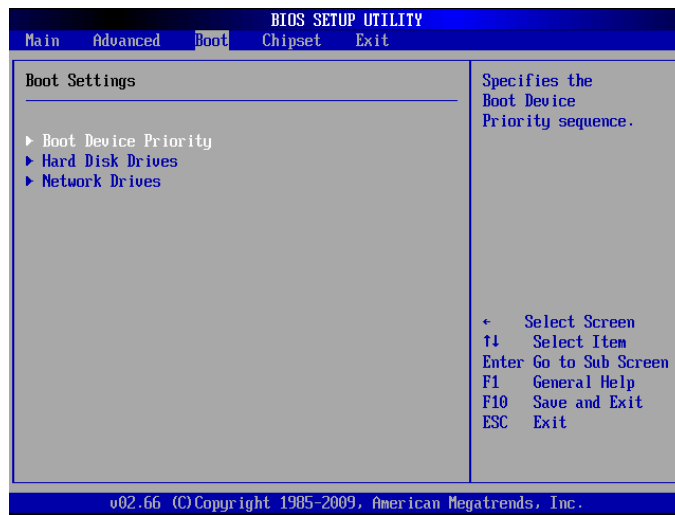 BIOS SETUP UTILITY
Main Advanced Boot Chipset Exit
Boot Settings
Boot Device Priority
Hard Disk Drives
Network Drives
Specifies the
Boot Device
Priority sequence.
← Select Screen
↑↓ Select Item
Enter Go to Sub Screen
F1 General Help
F10 Save and Exit
ESC Exit
v02.66 (C)Copyright 1985-2009, American Megatrends, Inc.